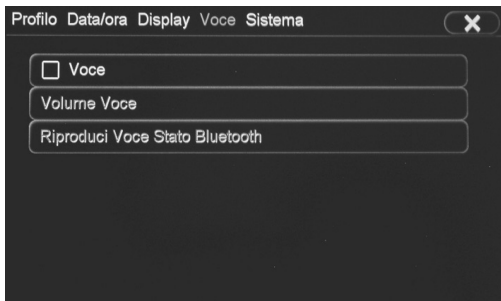 Profilo Data/ora Display Voce Sistema
Voce
Volume Voce
Riproduci Voce Stato Bluetooth